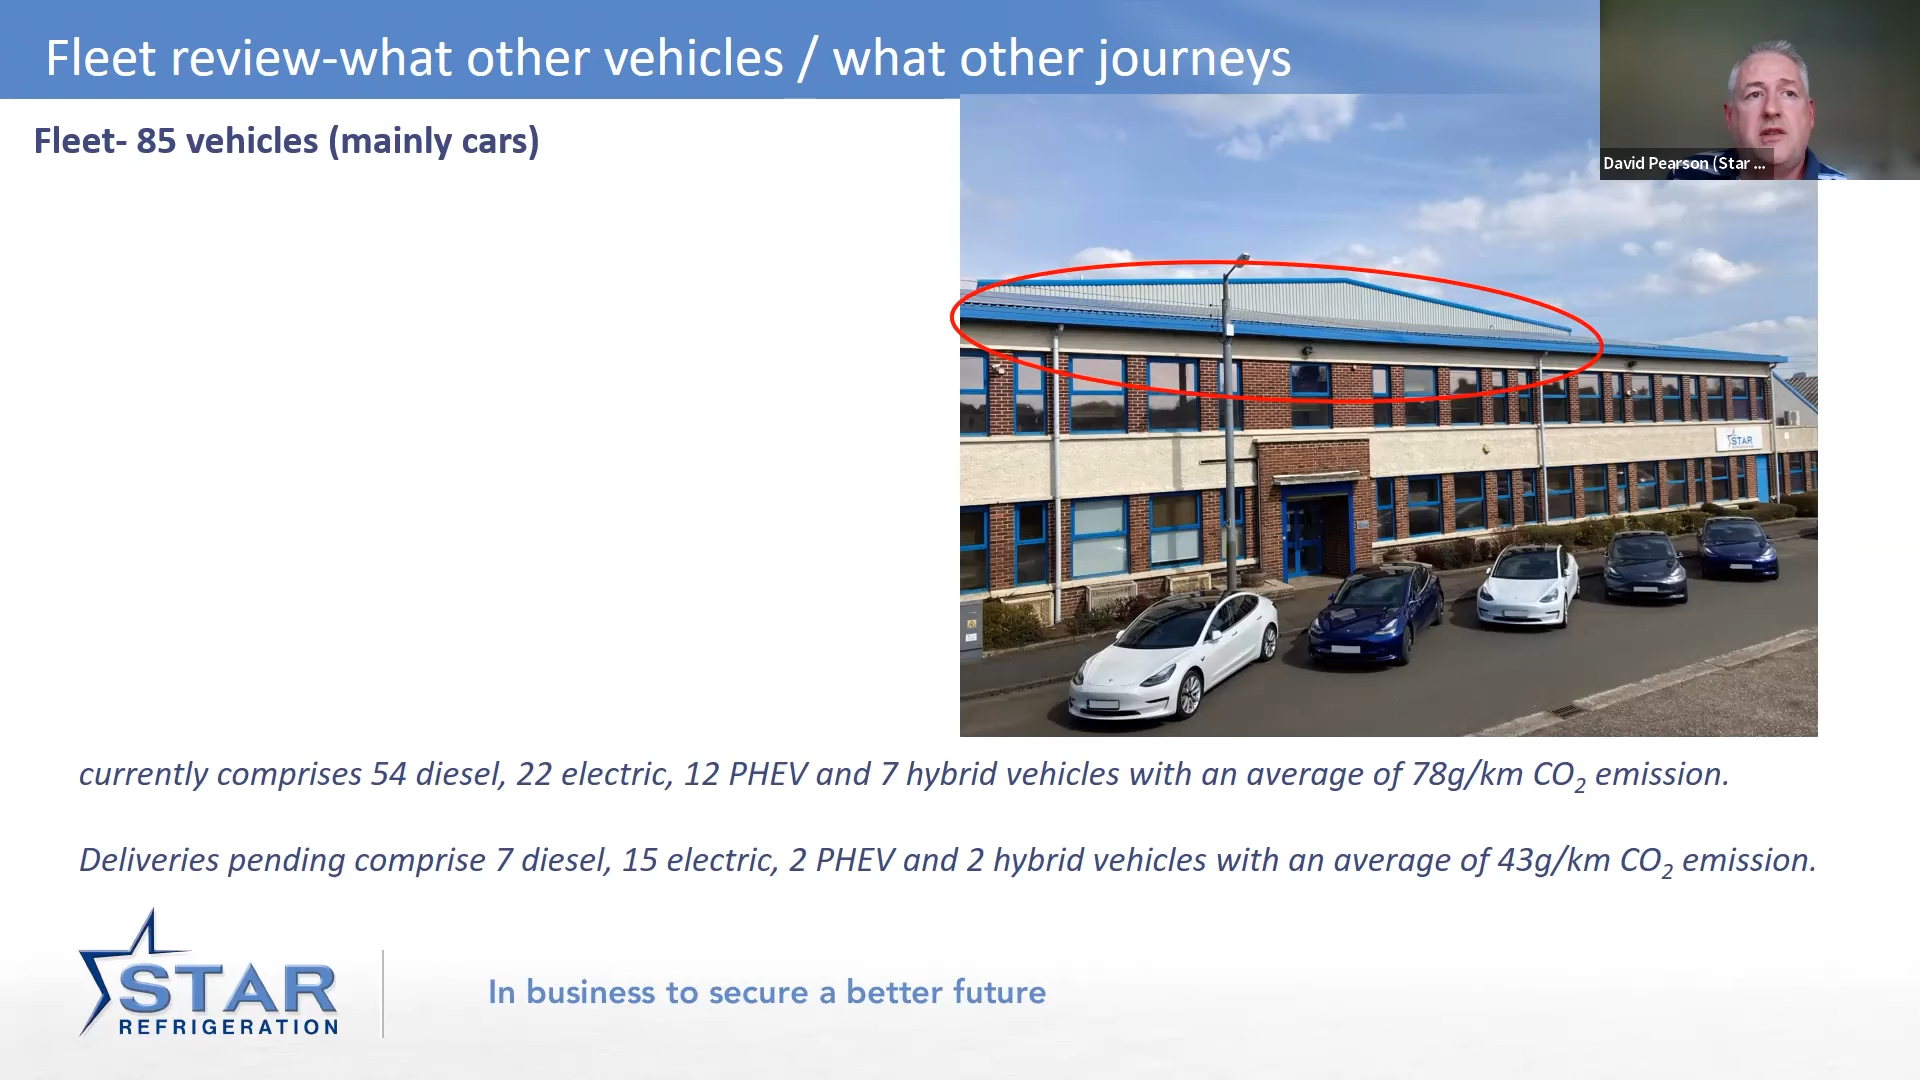 Fleet review-what other vehicles / what other journeys
David Pearson (Star ...
Fleet- 85 vehicles (mainly cars)
STAR
currently comprises 54 diesel, 22 electric, 12 PHEV and 7 hybrid vehicles with an average of 78g/km CO₂ emission.
Deliveries pending comprise 7 diesel, 15 electric, 2 PHEV and 2 hybrid vehicles with an average of 43g/km CO₂ emission.
STAR
REFRIGERATION
In business to secure a better future